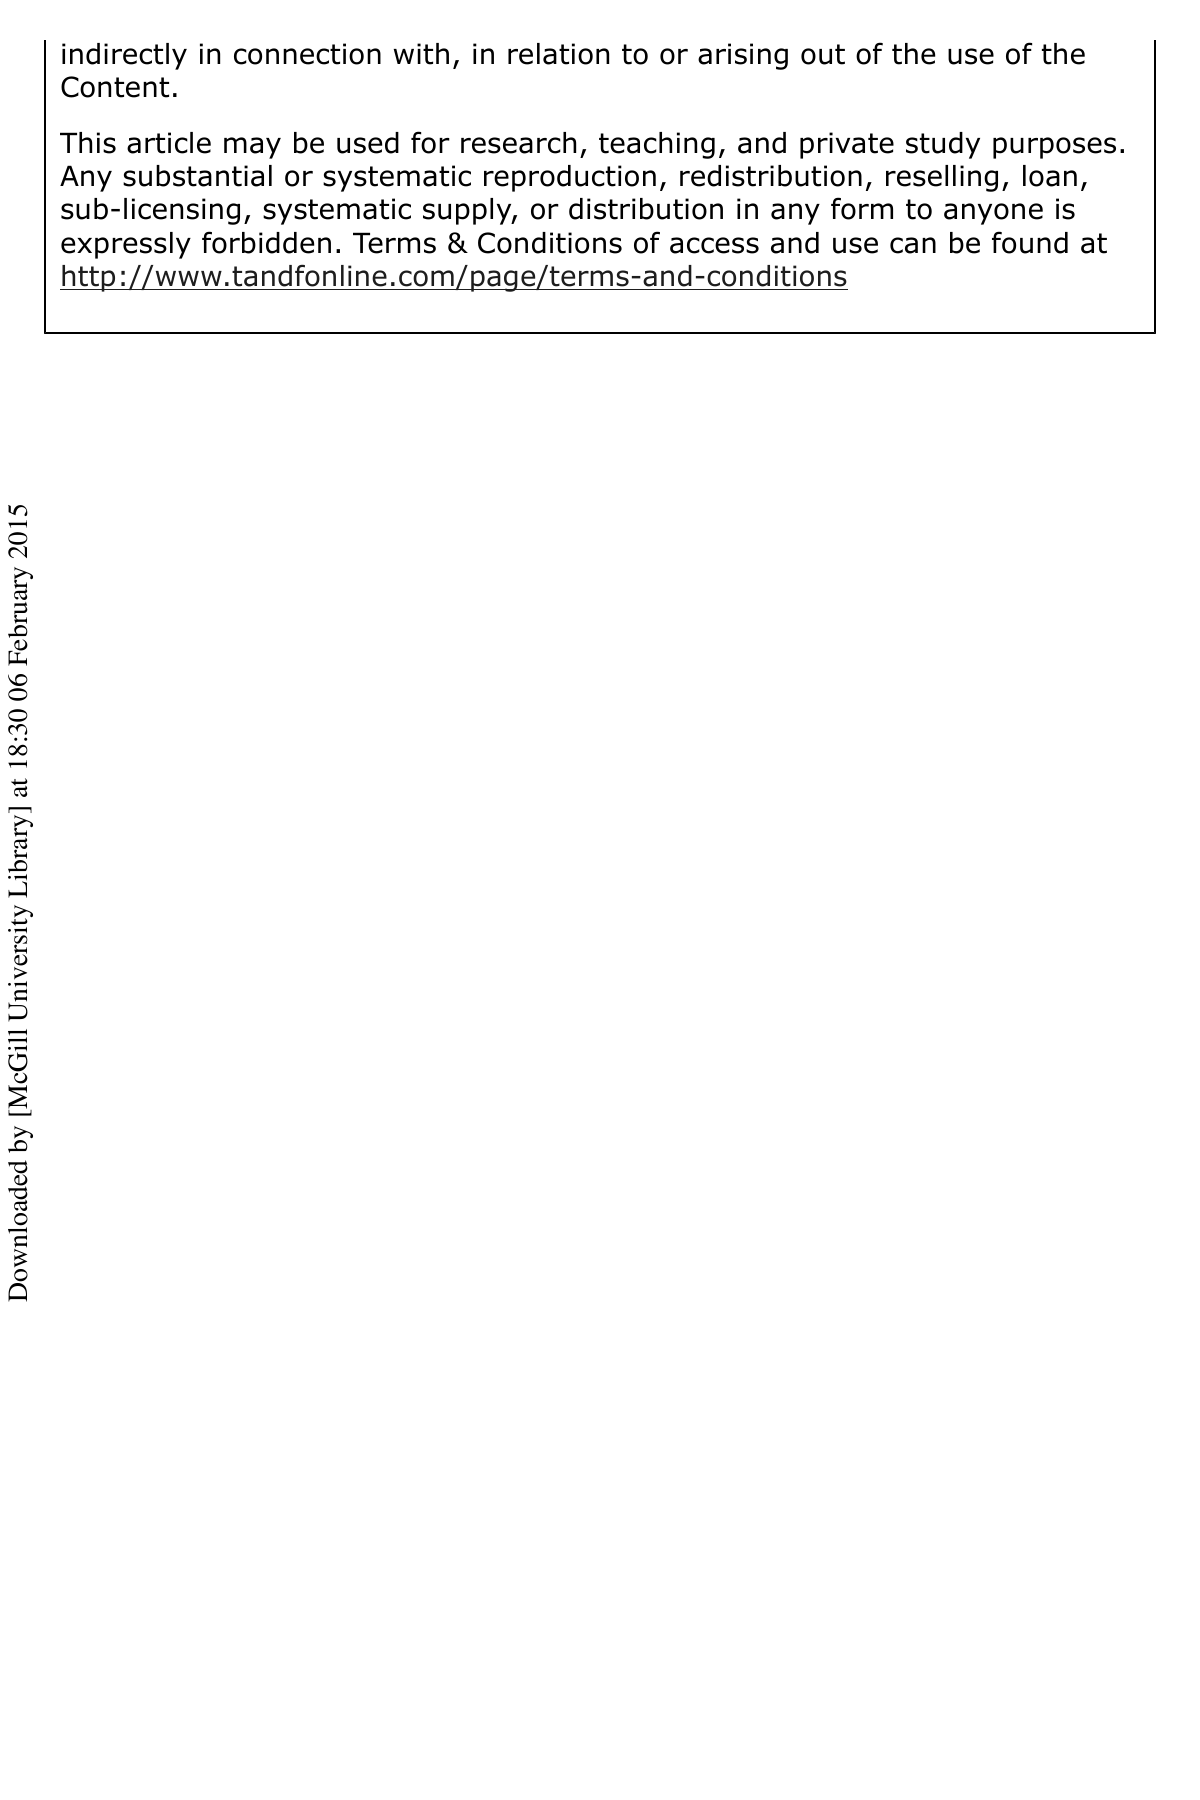 indirectly in connection with, in relation to or arising out of the use of the
Content.
This article may be used for research, teaching, and private study purposes.
Any substantial or systematic reproduction, redistribution, reselling, loan,
sub-licensing, systematic supply, or distribution in any form to anyone is
expressly forbidden. Terms & Conditions of access and use can be found at
http://www.tandfonline.com/page/terms-and-conditions
Downloaded by [McGill University Library] at 18:30 06 February 2015